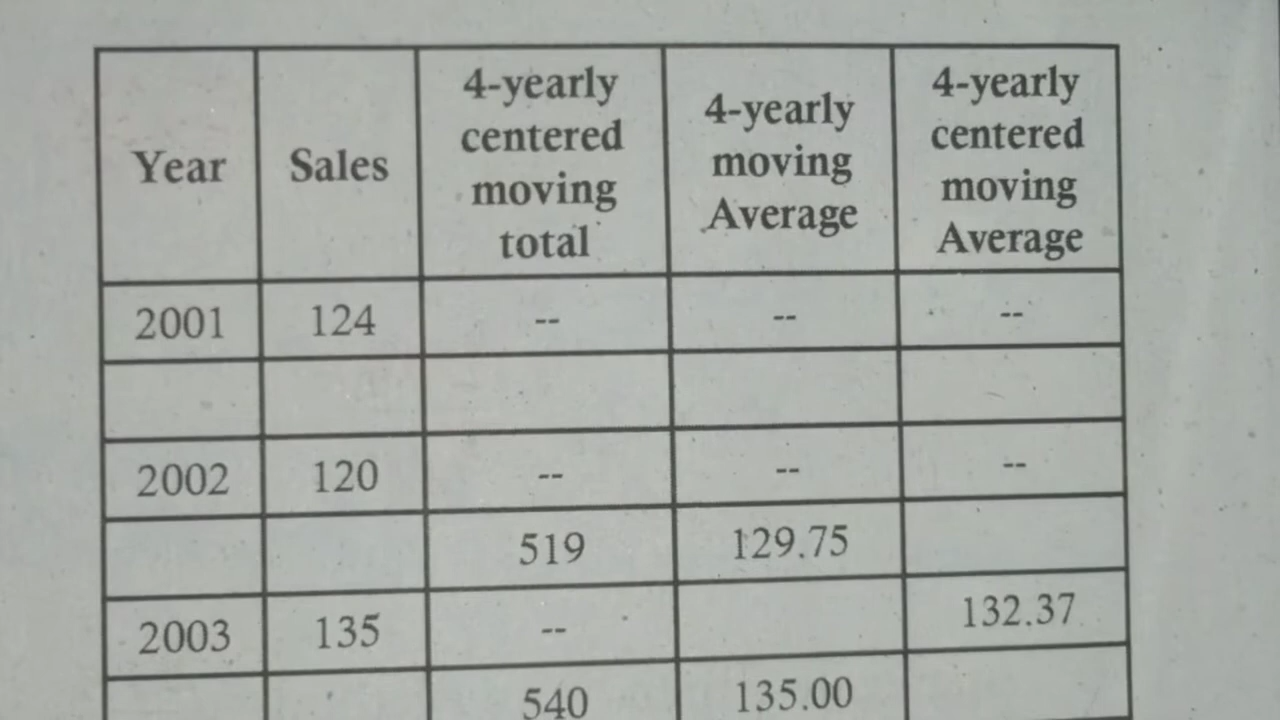 Year Sales 4-yearly centered moving total 4-yearly moving Average 4-yearly centered moving Average
2001 124 -- -- --
2002 120 -- -- --
519 129.75
2003 135 -- 132.37
540 135.00